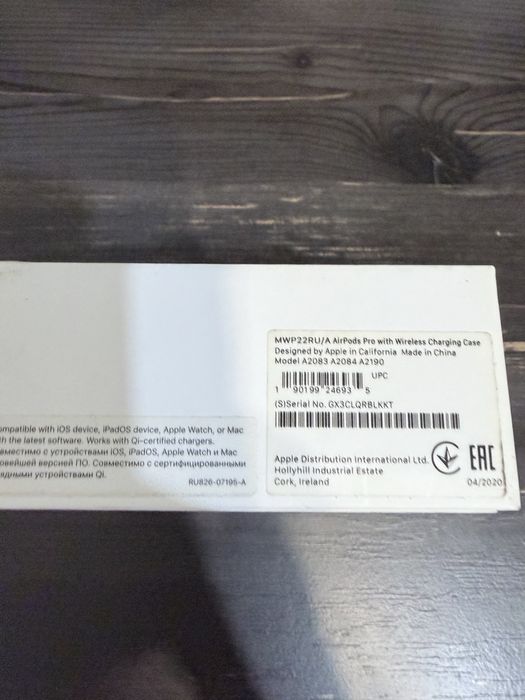 MWP22RU/A AirPods Pro with Wireless Charging Case
Designed by Apple in California Made in China
Model A2083 A2084 A2190
UPC
1 90199 24693 5
(S)Serial No. GX3CLQRBLKKT
Apple Distribution International Ltd.
Hollyhill Industrial Estate
Cork, Ireland
EAC
04/2020
ompatible with iOS device, iPadOS device, Apple Watch, or Mac
th the latest software. Works with Qi-certified chargers.
вместимо с устройствами iOS, iPadOS, Apple Watch и Mac
овейшей версией ПО. Совместимо с сертифицированными
рядными устройствами Qi.
RU826-07195-A